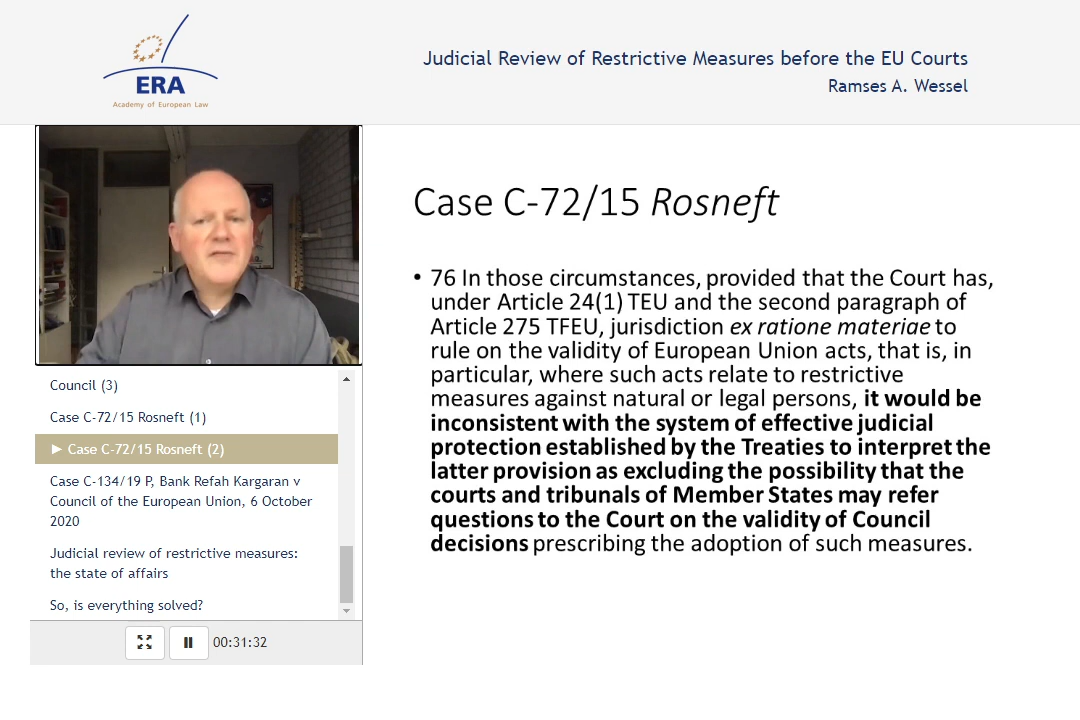 ERA
Academy of European Law
Judicial Review of Restrictive Measures before the EU Courts
Ramses A. Wessel
Council (3)
Case C-72/15 Rosneft (1)
► Case C-72/15 Rosneft (2)
Case C-134/19 P, Bank Refah Kargaran v
Council of the European Union, 6 October
2020
Judicial review of restrictive measures:
the state of affairs
So, is everything solved?
00:31:32
Case C-72/15 Rosneft
• 76 In those circumstances, provided that the Court has,
under Article 24(1) TEU and the second paragraph of
Article 275 TFEU, jurisdiction ex ratione materiae to
rule on the validity of European Union acts, that is, in
particular, where such acts relate to restrictive
measures against natural or legal persons, it would be
inconsistent with the system of effective judicial
protection established by the Treaties to interpret the
latter provision as excluding the possibility that the
courts and tribunals of Member States may refer
questions to the Court on the validity of Council
decisions prescribing the adoption of such measures.